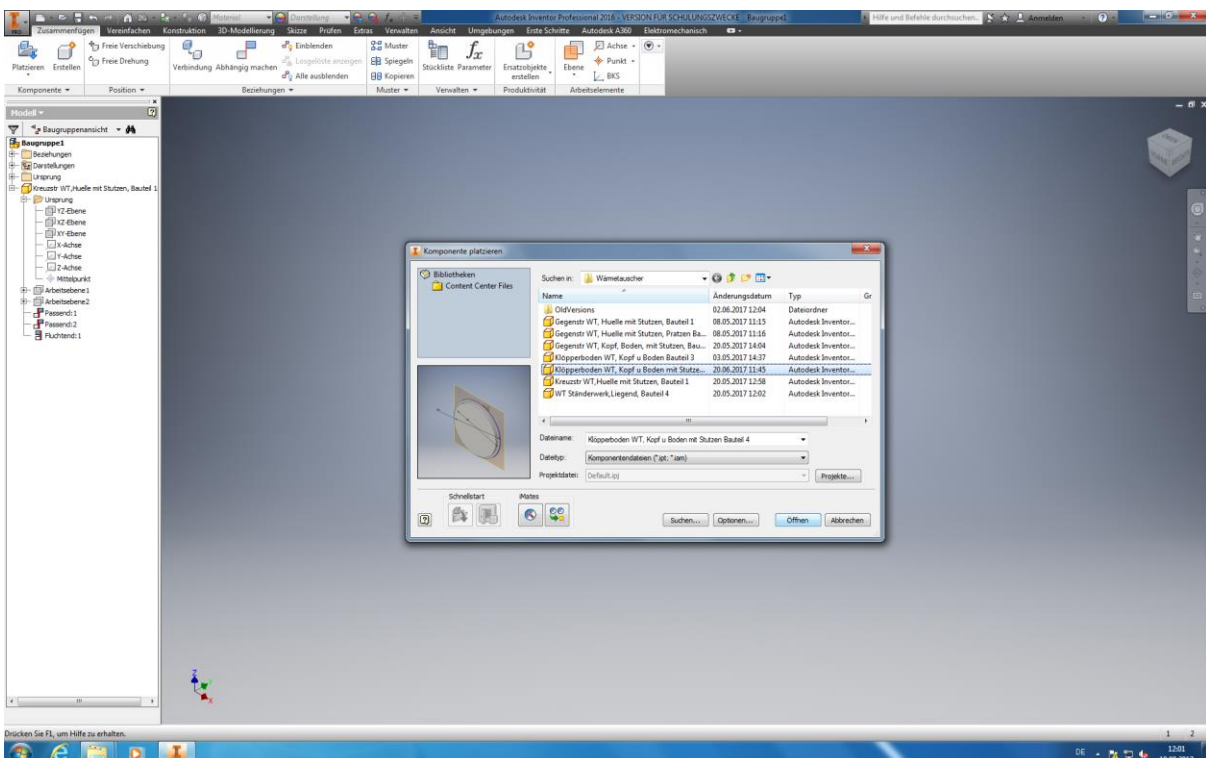 Material Darstellung fx Autodesk Inventor Professional 2016 - VERSION FÜR SCHULUNGSZWECKE Baugruppe1 Hilfe und Befehle durchsuchen... Anmelden
PRO Zusammenfügen Vereinfachen Konstruktion 3D-Modellierung Skizze Prüfen Extras Verwalten Ansicht Umgebungen Erste Schritte Autodesk A360 Elektromechanisch
Platzieren Erstellen
Freie Verschiebung
Freie Drehung
Verbindung Abhängig machen
Einblenden
Losgelöste anzeigen
Alle ausblenden
Muster
Spiegeln
Kopieren
Stückliste Parameter
Ersatzobjekte
erstellen
Ebene
Achse
Punkt
BKS
Komponente Position Beziehungen Muster Verwalten Produktivität Arbeitselemente
Modell
Baugruppenansicht
Baugruppe1
Beziehungen
Darstellungen
Ursprung
Kreuzstr WT,Huelle mit Stutzen, Bauteil 1
Ursprung
YZ-Ebene
XZ-Ebene
XY-Ebene
X-Achse
Y-Achse
Z-Achse
Mittelpunkt
Arbeitsebene1
Arbeitsebene2
Passend:1
Passend:2
Fluchtend:1
Komponente platzieren
Bibliotheken
Content Center Files
Suchen in: Wärmetauscher
Name Änderungsdatum Typ Gr
OldVersions 02.06.2017 12:04 Dateiordner
Gegenstr WT, Huelle mit Stutzen, Bauteil 1 08.05.2017 11:15 Autodesk Inventor...
Gegenstr WT, Huelle mit Stutzen, Pratzen Ba... 08.05.2017 11:16 Autodesk Inventor...
Gegenstr WT, Kopf, Boden, mit Stutzen, Bau... 20.05.2017 14:04 Autodesk Inventor...
Klöpperboden WT, Kopf u Boden Bauteil 3 03.05.2017 14:37 Autodesk Inventor...
Klöpperboden WT, Kopf u Boden mit Stutze... 20.06.2017 11:45 Autodesk Inventor...
Kreuzstr WT,Huelle mit Stutzen, Bauteil 1 20.05.2017 12:58 Autodesk Inventor...
WT Ständerwerk,Liegend, Bauteil 4 20.05.2017 12:02 Autodesk Inventor...
Dateiname: Klöpperboden WT, Kopf u Boden mit Stutzen Bauteil 4
Dateityp: Komponentendateien (*.ipt; *.iam)
Projektdatei: Default.ipj Projekte...
Schnellstart iMates
Suchen... Optionen... Öffnen Abbrechen
Z
X
Drücken Sie F1, um Hilfe zu erhalten. 1 2
DE 12:01